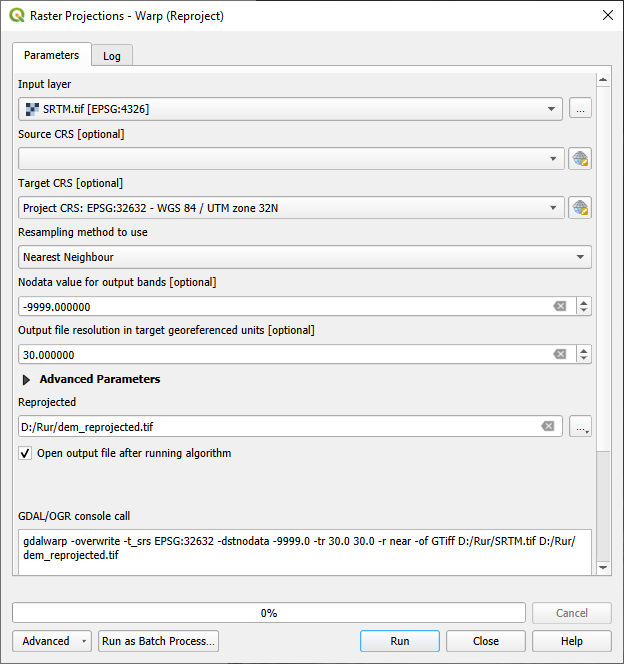 Raster Projections - Warp (Reproject)
Parameters
Log
Input layer
SRTM.tif [EPSG:4326]
...
Source CRS [optional]
Target CRS [optional]
Project CRS: EPSG:32632 - WGS 84 / UTM zone 32N
Resampling method to use
Nearest Neighbour
Nodata value for output bands [optional]
-9999.000000
Output file resolution in target georeferenced units [optional]
30.000000
Advanced Parameters
Reprojected
D:/Rur/dem_reprojected.tif
...
Open output file after running algorithm
GDAL/OGR console call
gdalwarp -overwrite -t_srs EPSG:32632 -dstnodata -9999.0 -tr 30.0 30.0 -r near -of GTiff D:/Rur/SRTM.tif D:/Rur/
dem_reprojected.tif
0%
Cancel
Advanced
Run as Batch Process...
Run
Close
Help